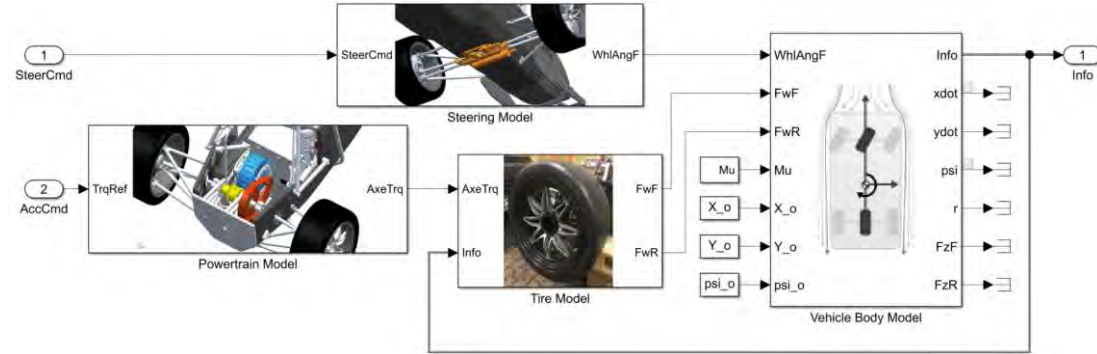 1
SteerCmd
SteerCmd
WhlAngF
Steering Model
2
AccCmd
TrqRef
AxeTrq
Powertrain Model
AxeTrq
Info
FwF
FwR
Tire Model
Mu
X_o
Y_o
psi_o
WhlAngF
FwF
FwR
Mu
X_o
Y_o
psi_o
Info
xdot
ydot
psi
r
FzF
FzR
Vehicle Body Model
1
Info